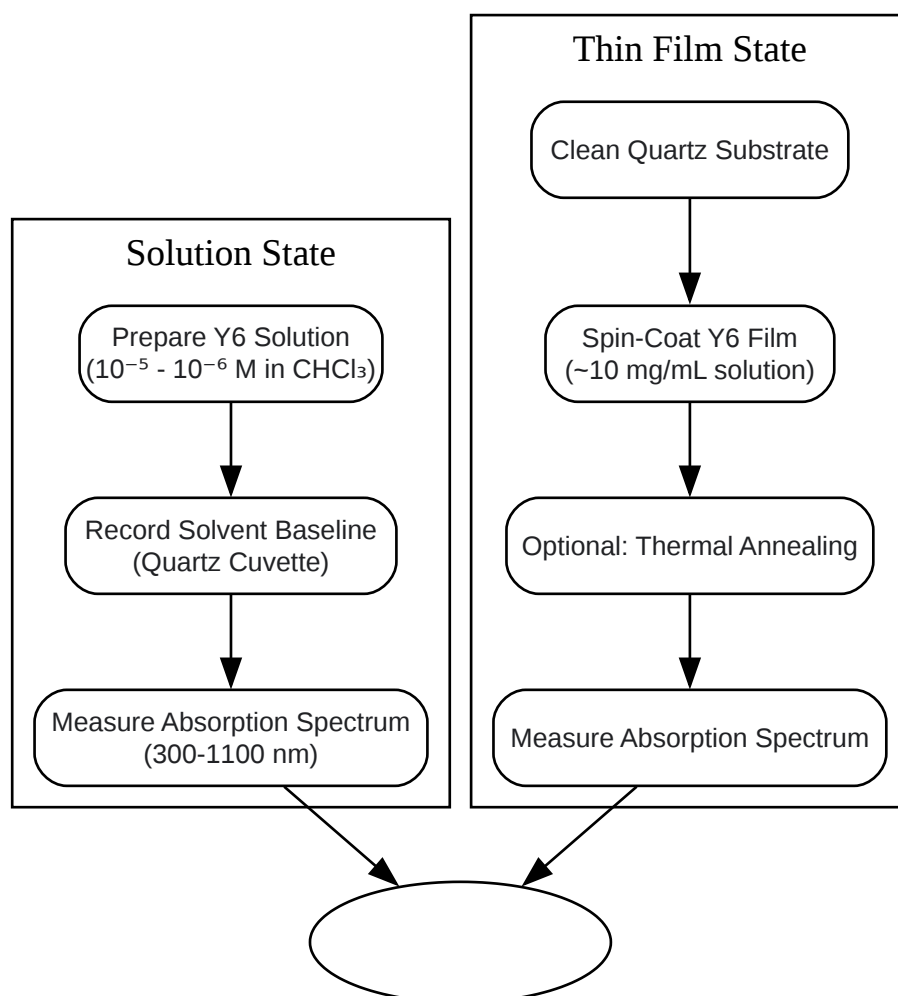 Solution State
Prepare Y6 Solution
(10⁻⁵ - 10⁻⁶ M in CHCl₃)
Record Solvent Baseline
(Quartz Cuvette)
Measure Absorption Spectrum
(300-1100 nm)
Thin Film State
Clean Quartz Substrate
Spin-Coat Y6 Film
(~10 mg/mL solution)
Optional: Thermal Annealing
Measure Absorption Spectrum